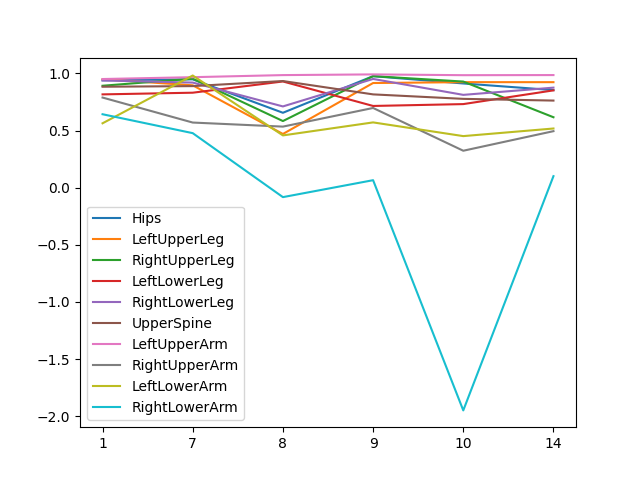 1.0
0.5
0.0
−0.5
−1.0
−1.5
−2.0
Hips
LeftUpperLeg
RightUpperLeg
LeftLowerLeg
RightLowerLeg
UpperSpine
LeftUpperArm
RightUpperArm
LeftLowerArm
RightLowerArm
1 7 8 9 10 14